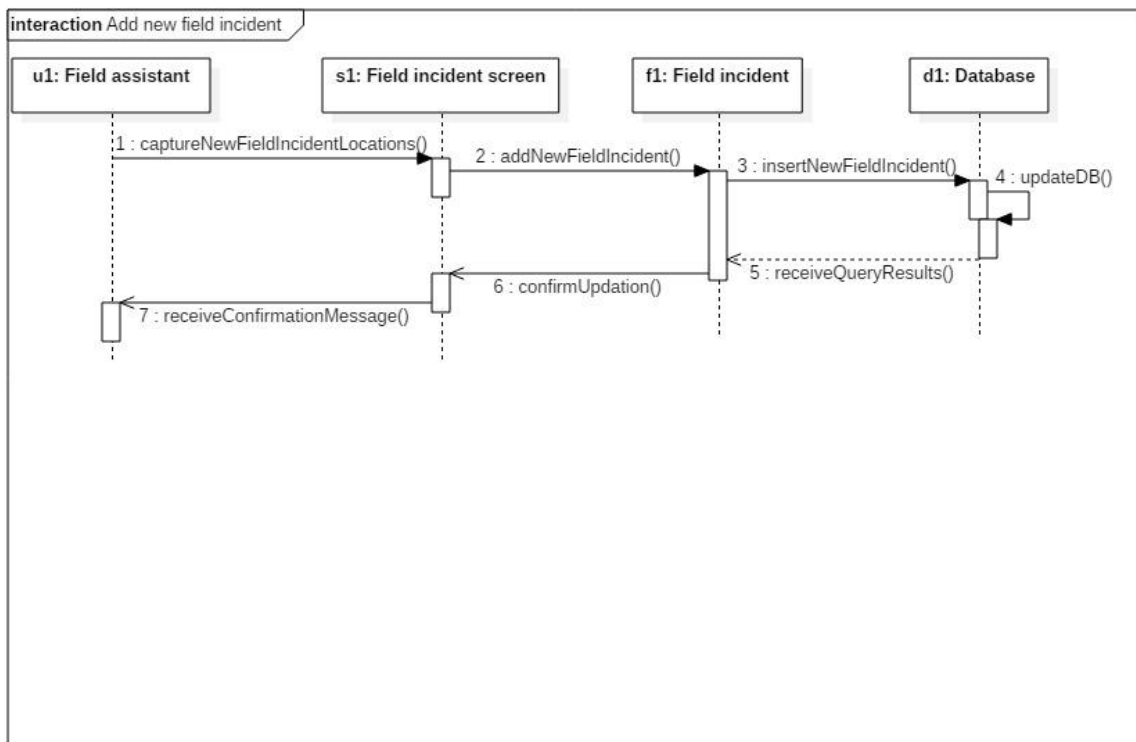 interaction Add new field incident
u1: Field assistant
s1: Field incident screen
f1: Field incident
d1: Database
1 : captureNewFieldIncidentLocations()
2 : addNewFieldIncident()
3 : insertNewFieldIncident()
4 : updateDB()
5 : receiveQueryResults()
6 : confirmUpdation()
7 : receiveConfirmationMessage()